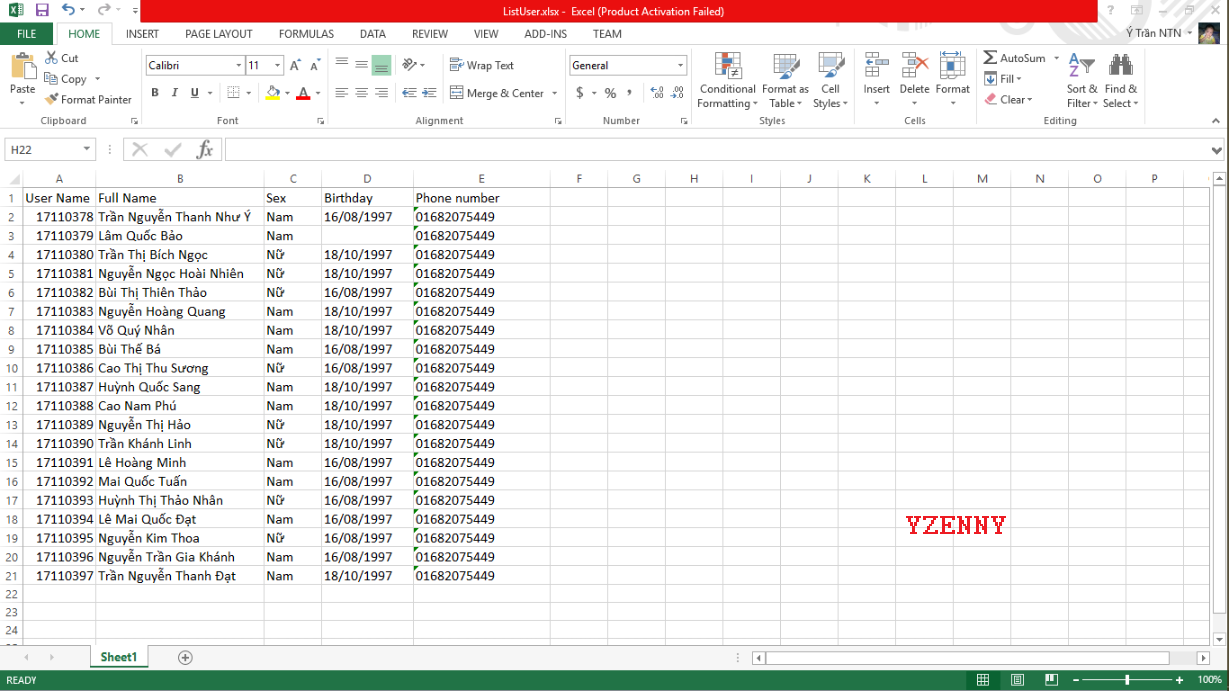 ListUser.xlsx - Excel (Product Activation Failed)
FILE HOME INSERT PAGE LAYOUT FORMULAS DATA REVIEW VIEW ADD-INS TEAM Ý Trân NTN
Paste Cut
Copy
Format Painter
Clipboard
Calibri 11
B I U
Font
Wrap Text
Merge & Center
Alignment
General
$ % ,
Number
Conditional Formatting
Format as Table
Cell Styles
Styles
Insert Delete Format
Cells
AutoSum
Fill
Clear
Sort & Filter
Find & Select
Editing
H22 fx
A B C D E F G H I J K L M N O P
1 User Name Full Name Sex Birthday Phone number
2 17110378 Trần Nguyễn Thanh Như Ý Nam 16/08/1997 01682075449
3 17110379 Lâm Quốc Bảo Nam 01682075449
4 17110380 Trần Thị Bích Ngọc Nữ 18/10/1997 01682075449
5 17110381 Nguyễn Ngọc Hoài Nhiên Nữ 18/10/1997 01682075449
6 17110382 Bùi Thị Thiên Thảo Nữ 16/08/1997 01682075449
7 17110383 Nguyễn Hoàng Quang Nam 18/10/1997 01682075449
8 17110384 Võ Quý Nhân Nam 18/10/1997 01682075449
9 17110385 Bùi Thế Bá Nam 16/08/1997 01682075449
10 17110386 Cao Thị Thu Sương Nữ 16/08/1997 01682075449
11 17110387 Huỳnh Quốc Sang Nam 18/10/1997 01682075449
12 17110388 Cao Nam Phú Nam 18/10/1997 01682075449
13 17110389 Nguyễn Thị Hảo Nữ 18/10/1997 01682075449
14 17110390 Trần Khánh Linh Nữ 18/10/1997 01682075449
15 17110391 Lê Hoàng Minh Nam 16/08/1997 01682075449
16 17110392 Mai Quốc Tuấn Nam 16/08/1997 01682075449
17 17110393 Huỳnh Thị Thảo Nhân Nữ 16/08/1997 01682075449
18 17110394 Lê Mai Quốc Đạt Nam 16/08/1997 01682075449
YZENNY
19 17110395 Nguyễn Kim Thoa Nữ 16/08/1997 01682075449
20 17110396 Nguyễn Trần Gia Khánh Nam 16/08/1997 01682075449
21 17110397 Trần Nguyễn Thanh Đạt Nam 18/10/1997 01682075449
22
23
24
Sheet1
READY 100%